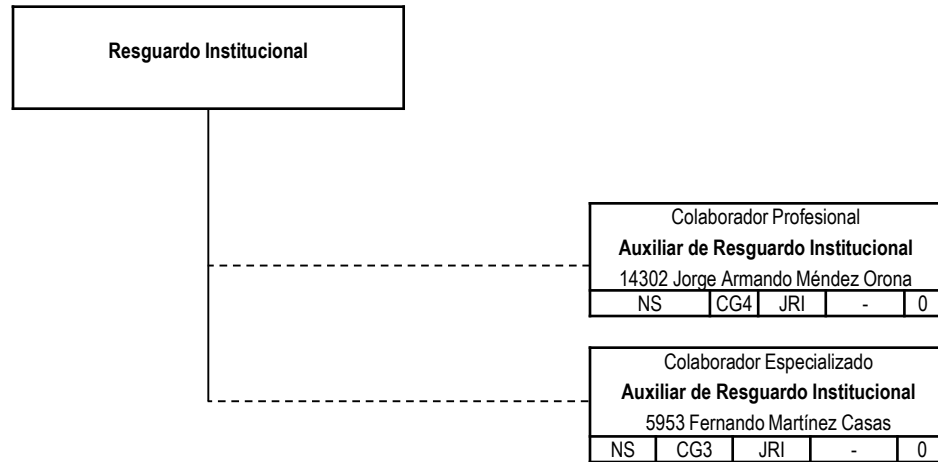 Resguardo Institucional
Colaborador Profesional
Auxiliar de Resguardo Institucional
14302 Jorge Armando Méndez Orona
NS CG4 JRI - 0
Colaborador Especializado
Auxiliar de Resguardo Institucional
5953 Fernando Martínez Casas
NS CG3 JRI - 0